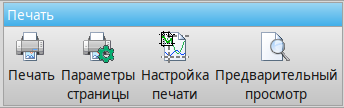 Печать
Печать Параметры Настройка Предварительный
страницы печати просмотр